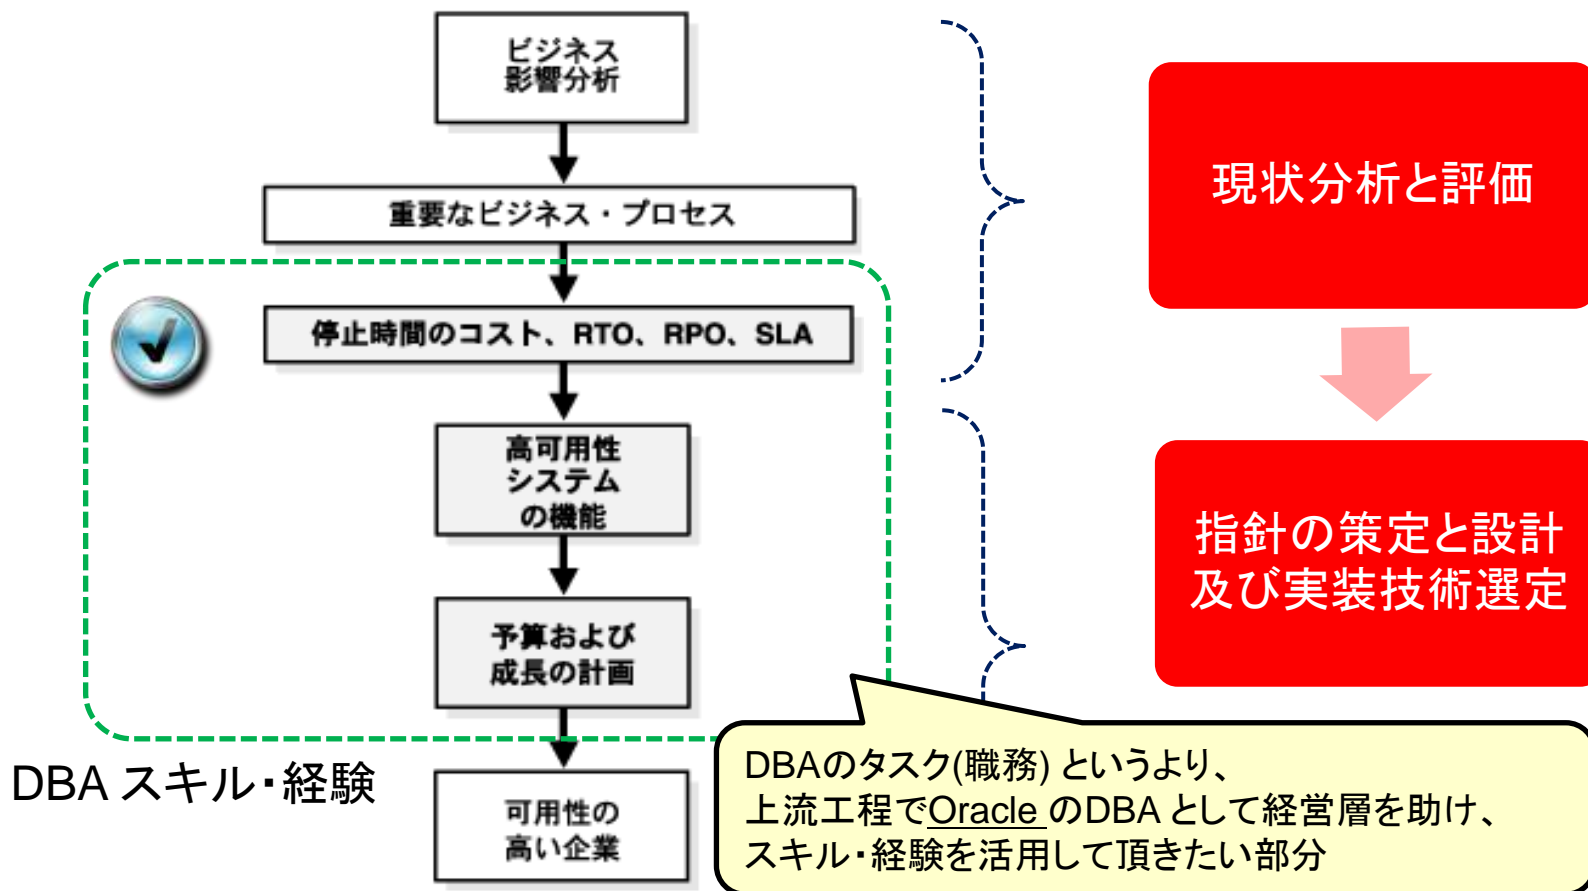 ビジネス
影響分析
重要なビジネス・プロセス
停止時間のコスト、RTO、RPO、SLA
高可用性
システム
の機能
予算および
成長の計画
可用性の
高い企業
DBA スキル・経験
現状分析と評価
指針の策定と設計
及び実装技術選定
DBAのタスク(職務) というより、
上流工程でOracle のDBA として経営層を助け、
スキル・経験を活用して頂きたい部分